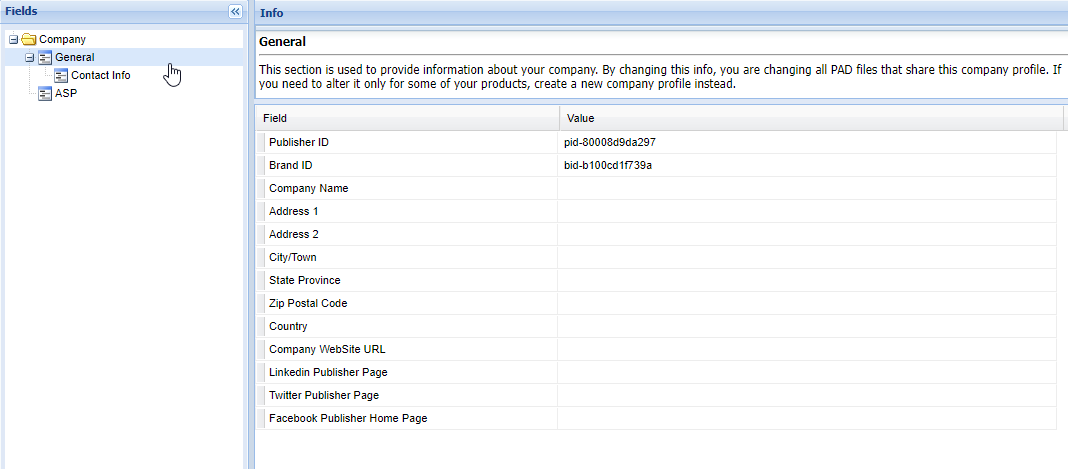 Fields
Company
General
Contact Info
ASP
Info
General
This section is used to provide information about your company. By changing this info, you are changing all PAD files that share this company profile. If
you need to alter it only for some of your products, create a new company profile instead.
Field Value
Publisher ID pid-80008d9da297
Brand ID bid-b100cd1f739a
Company Name
Address 1
Address 2
City/Town
State Province
Zip Postal Code
Country
Company WebSite URL
Linkedin Publisher Page
Twitter Publisher Page
Facebook Publisher Home Page